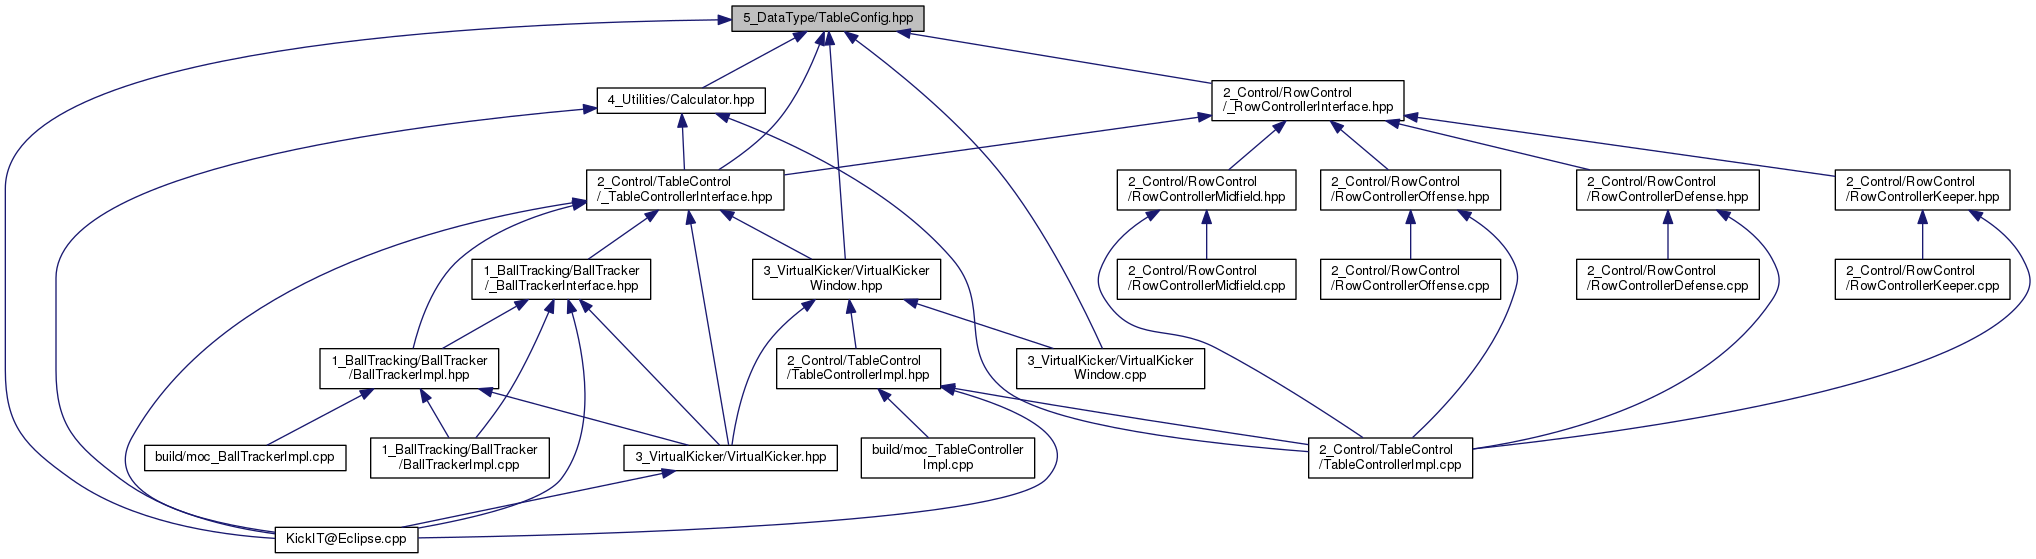 5_DataType/TableConfig.hpp
4_Utilities/Calculator.hpp
2_Control/RowControl
/_RowControllerInterface.hpp
2_Control/TableControl
/_TableControllerInterface.hpp
2_Control/RowControl
/RowControllerMidfield.hpp
2_Control/RowControl
/RowControllerOffense.hpp
2_Control/RowControl
/RowControllerDefense.hpp
2_Control/RowControl
/RowControllerKeeper.hpp
1_BallTracking/BallTracker
/_BallTrackerInterface.hpp
3_VirtualKicker/VirtualKicker
Window.hpp
2_Control/RowControl
/RowControllerMidfield.cpp
2_Control/RowControl
/RowControllerOffense.cpp
2_Control/RowControl
/RowControllerDefense.cpp
2_Control/RowControl
/RowControllerKeeper.cpp
1_BallTracking/BallTracker
/BallTrackerImpl.hpp
2_Control/TableControl
/TableControllerImpl.hpp
3_VirtualKicker/VirtualKicker
Window.cpp
build/moc_BallTrackerImpl.cpp
1_BallTracking/BallTracker
/BallTrackerImpl.cpp
3_VirtualKicker/VirtualKicker.hpp
build/moc_TableController
Impl.cpp
2_Control/TableControl
/TableControllerImpl.cpp
KickIT@Eclipse.cpp